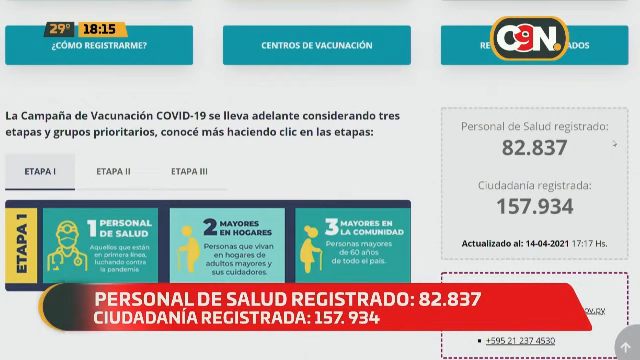 29° 18:15
C9N.
¿CÓMO REGISTRARME?
CENTROS DE VACUNACIÓN
La Campaña de Vacunación COVID-19 se lleva adelante considerando tres
etapas y grupos prioritarios, conocé más haciendo clic en las etapas:
ETAPA I
ETAPA II
ETAPA III
ETAPA 1
1 PERSONAL
DE SALUD
Aquellos que están
en primera línea,
luchando contra
la pandemia
2 MAYORES
EN HOGARES
Personas que vivan
en hogares de
adultos mayores y
sus cuidadores.
3 MAYORES EN
LA COMUNIDAD
Personas mayores
de 60 años
de todo el país.
Personal de Salud registrado:
82.837
Ciudadanía registrada:
157.934
Actualizado al: 14-04-2021 17:17 Hs.
+595 21 237 4530
PERSONAL DE SALUD REGISTRADO: 82.837
CIUDADANÍA REGISTRADA: 157. 934